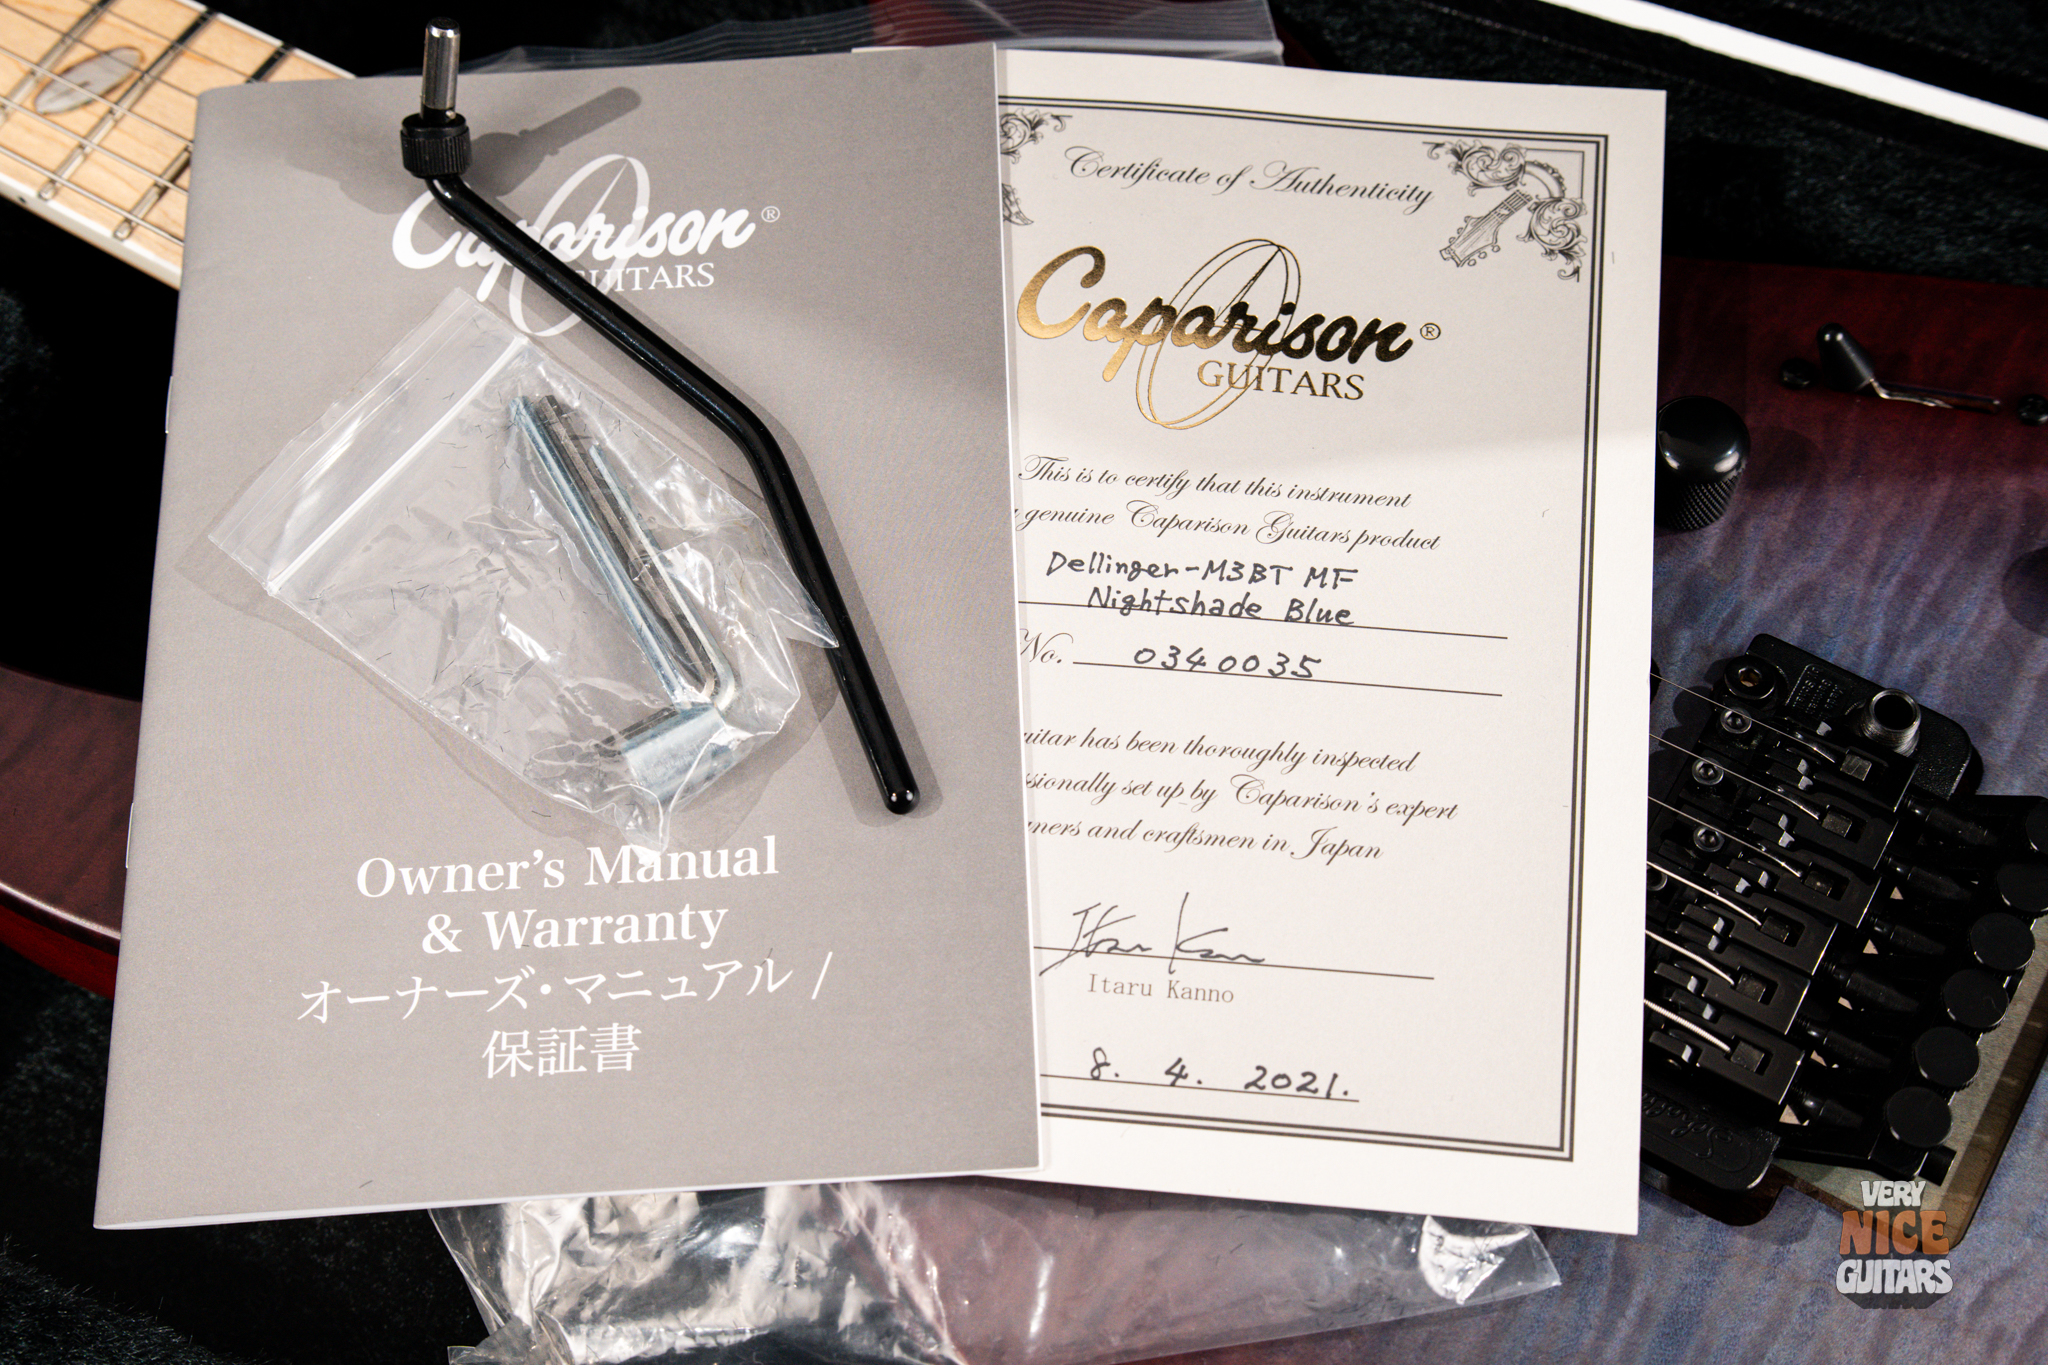 Caparison®
GUITARS
Owner's Manual
& Warranty
オーナーズ・マニュアル /
保証書
Certificate of Authenticity
Caparison®
GUITARS
This is to certify that this instrument
genuine Caparison Guitars product
Dellinger-M3BT MF
Nightshade Blue
No. 0340035
has been thoroughly inspected
set up by Caparison's expert
and craftsmen in Japan
Itaru Kanno
Itaru Kanno
8. 4. 2021.
VERY
NICE
GUITARS